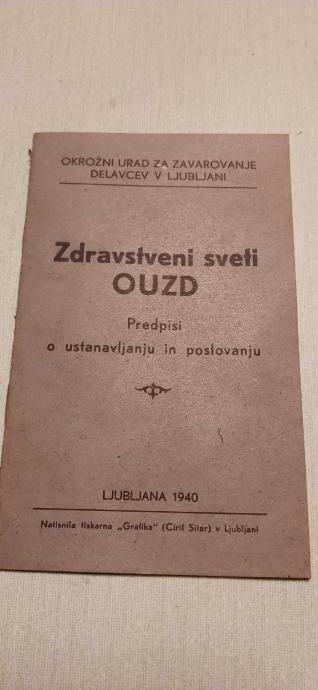 OKROŽNI URAD ZA ZAVAROVANJE
DELAVCEV V LJUBLJANI
Zdravstveni sveti
OUZD
Predpisi
o ustanavljanju in poslovanju
LJUBLJANA 1940
Natisnila tiskarna „Grafika" (Ciril Sitar) v Ljubljani